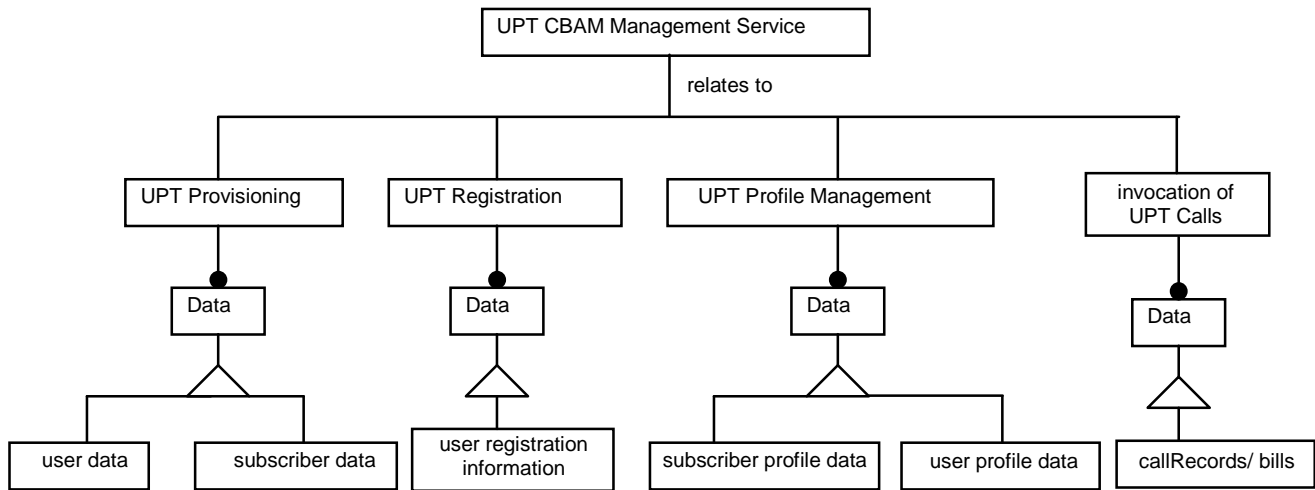 UPT CBAM Management Service
relates to
UPT Provisioning
UPT Registration
UPT Profile Management
invocation of
UPT Calls
Data
Data
Data
Data
user data
subscriber data
user registration
information
subscriber profile data
user profile data
callRecords/ bills